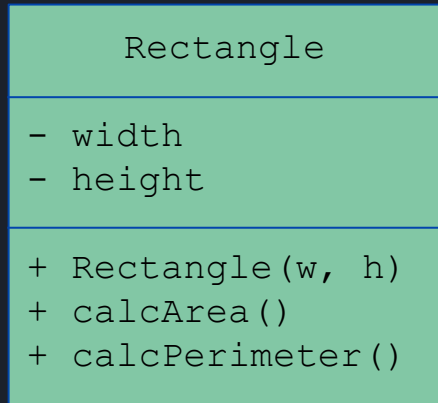 Rectangle
- width
- height
+ Rectangle(w, h)
+ calcArea()
+ calcPerimeter()